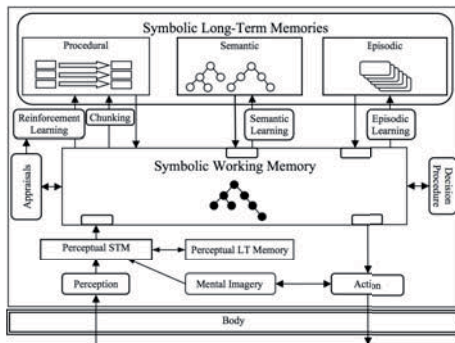 Symbolic Long-Term Memories
Procedural
Semantic
Episodic
Reinforcement
Learning
Chunking
Semantic
Learning
Episodic
Learning
Appraisals
Symbolic Working Memory
Decision
Procedure
Perceptual STM
Perceptual LT Memory
Perception
Mental Imagery
Action
Body